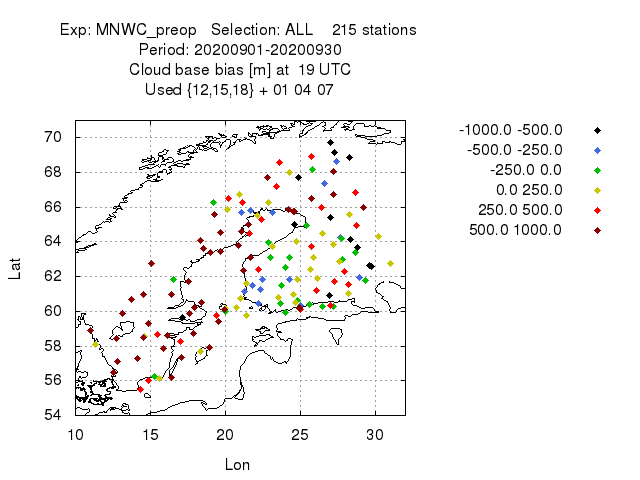 Exp: MNWC_preop   Selection: ALL    215 stations
Period: 20200901-20200930
Cloud base bias [m] at  19 UTC
Used {12,15,18} + 01 04 07
-1000.0 -500.0
-500.0 -250.0
-250.0 0.0
0.0 250.0
250.0 500.0
500.0 1000.0
70
68
66
64
62
60
58
56
54
Lat
10 15 20 25 30
Lon